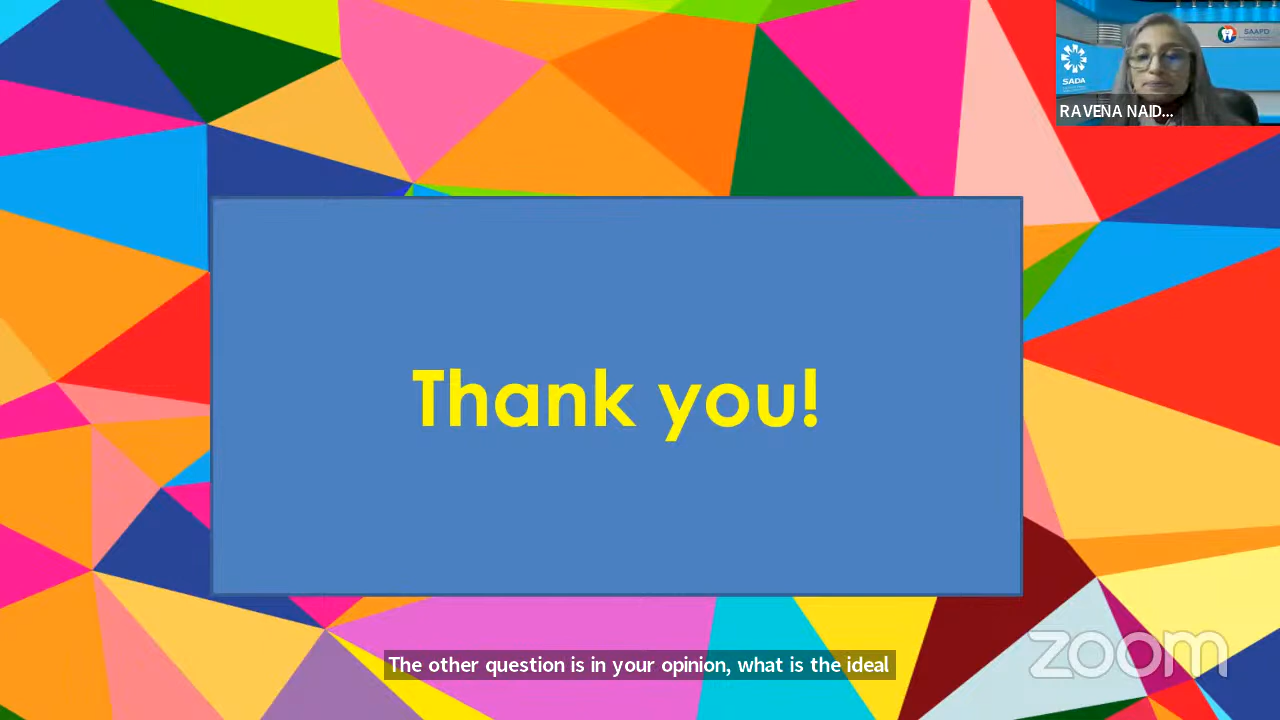 SAAPD
SADA
RAVENA NAID...
Thank you!
The other question is in your opinion, what is the ideal
zoom